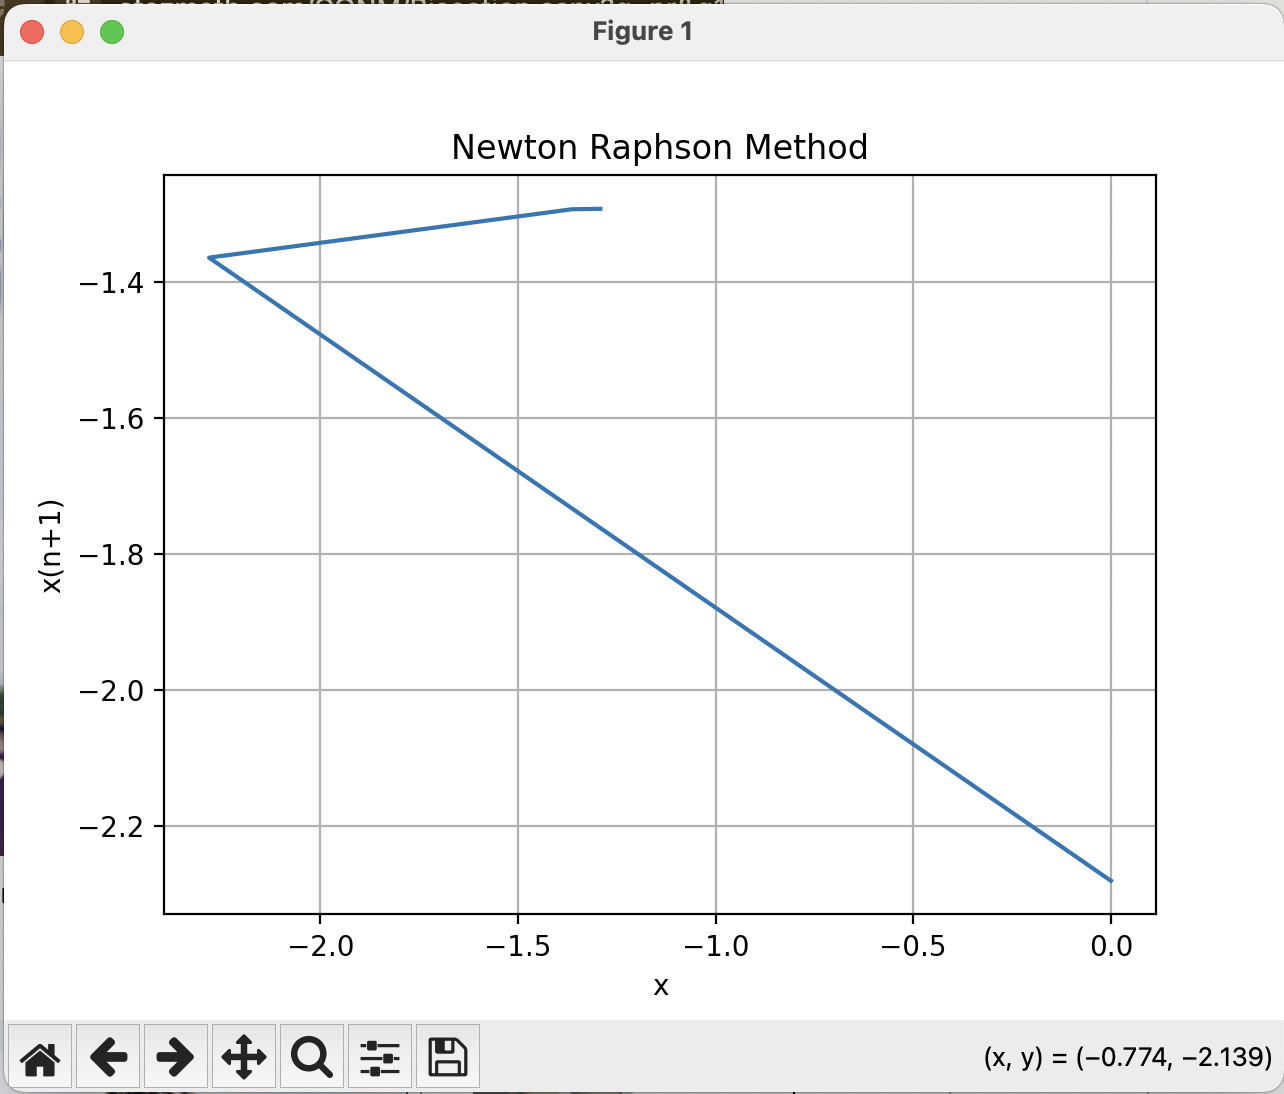 Figure 1
Newton Raphson Method
−1.4
−1.6
−1.8
−2.0
−2.2
x(n+1)
−2.0 −1.5 −1.0 −0.5 0.0
x
(x, y) = (−0.774, −2.139)